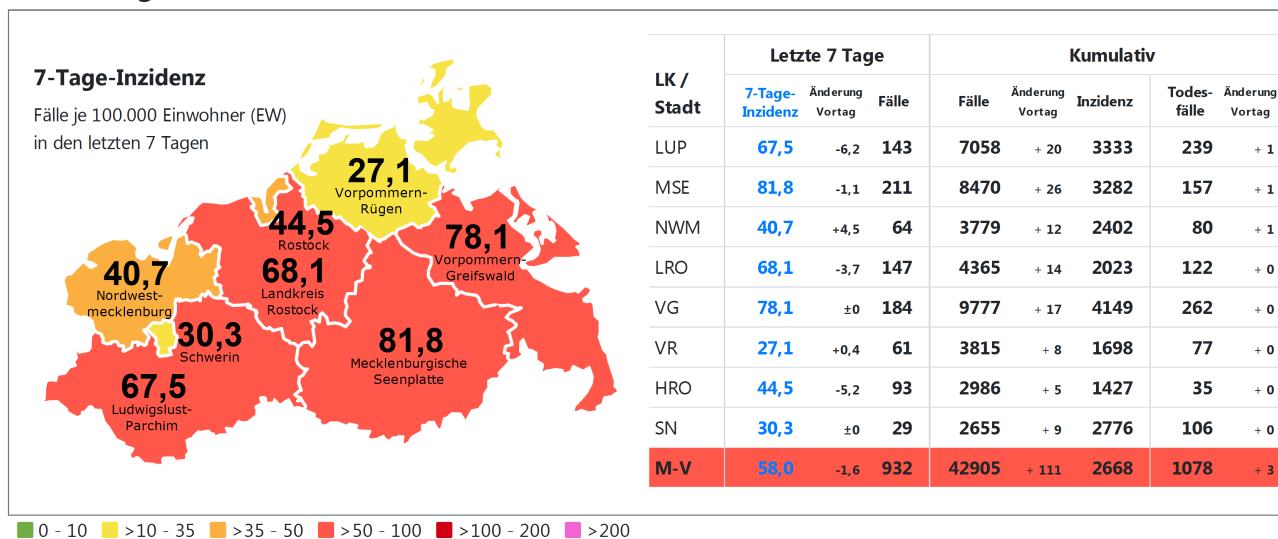 7-Tage-Inzidenz
Fälle je 100.000 Einwohner (EW)
in den letzten 7 Tagen
27,1
Vorpommern-
Rügen
44,5
Rostock
78,1
Vorpommern-
Greifswald
40,7
Nordwest-
mecklenburg
68,1
Landkreis
Rostock
30,3
Schwerin
81,8
Mecklenburgische
Seenplatte
67,5
Ludwigslust-
Parchim
LK / Stadt
Letzte 7 Tage Kumulativ
7-Tage-Inzidenz Änderung Vortag Fälle Fälle Änderung Vortag Inzidenz Todes-fälle Änderung Vortag
LUP 67,5 -6,2 143 7058 + 20 3333 239 + 1
MSE 81,8 -1,1 211 8470 + 26 3282 157 + 1
NWM 40,7 +4,5 64 3779 + 12 2402 80 + 1
LRO 68,1 -3,7 147 4365 + 14 2023 122 + 0
VG 78,1 ±0 184 9777 + 17 4149 262 + 0
VR 27,1 +0,4 61 3815 + 8 1698 77 + 0
HRO 44,5 -5,2 93 2986 + 5 1427 35 + 0
SN 30,3 ±0 29 2655 + 9 2776 106 + 0
M-V 58,0 -1,6 932 42905 + 111 2668 1078 + 3
0 - 10 >10 - 35 >35 - 50 >50 - 100 >100 - 200 >200